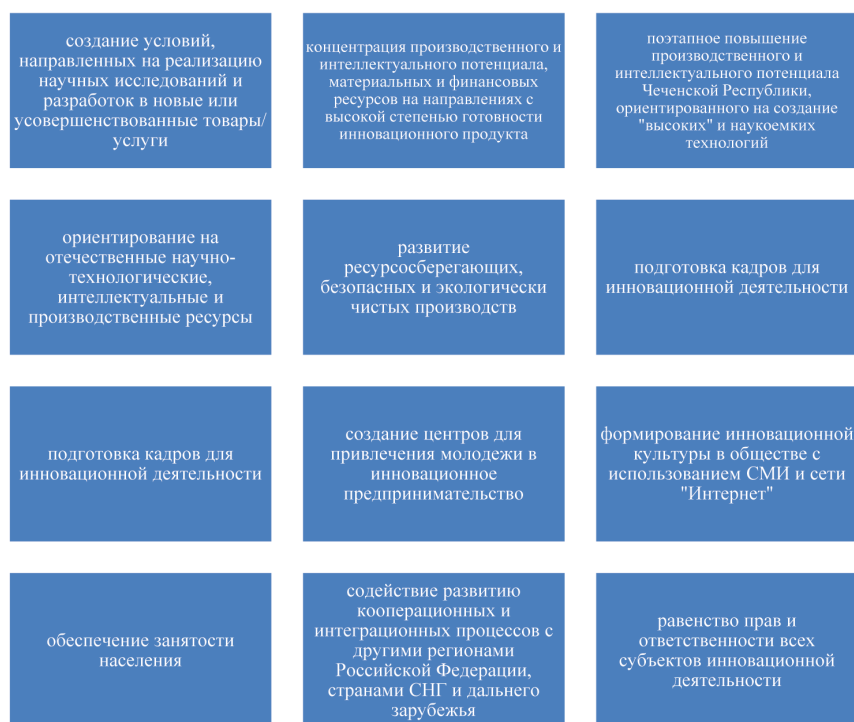 создание условий,
направленных на реализацию
научных исследований и
разработок в новые или
усовершенствованные товары/
услуги
концентрация производственного и
интеллектуального потенциала,
материальных и финансовых
ресурсов на направлениях с
высокой степенью готовности
инновационного продукта
поэтапное повышение
производственного и
интеллектуального потенциала
Чеченской Республики,
ориентированного на создание
"высоких" и наукоемких
технологий
ориентирование на
отечественные научно-
технологические,
интеллектуальные и
производственные ресурсы
развитие
ресурсосберегающих,
безопасных и экологически
чистых производств
подготовка кадров для
инновационной деятельности
подготовка кадров для
инновационной деятельности
создание центров для
привлечения молодежи в
инновационное
предпринимательство
формирование инновационной
культуры в обществе с
использованием СМИ и сети
"Интернет"
обеспечение занятости
населения
содействие развитию
кооперационных и
интеграционных процессов с
другими регионами
Российской Федерации,
странами СНГ и дальнего
зарубежья
равенство прав и
ответственности всех
субъектов инновационной
деятельности